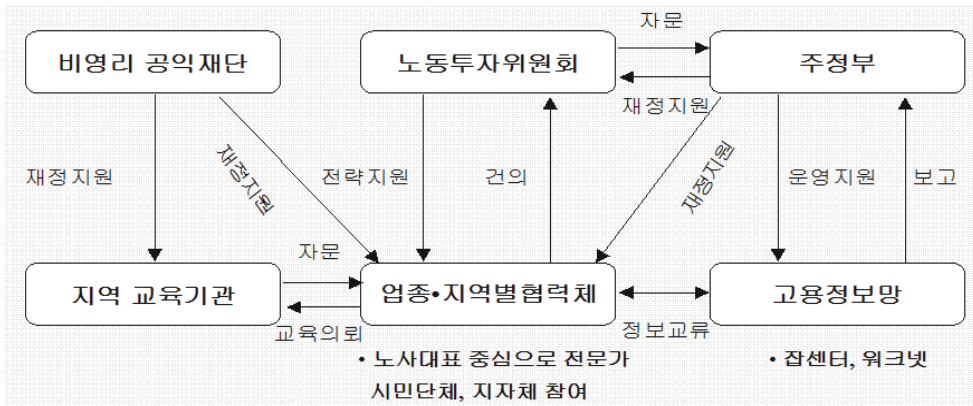 자문
비영리 공익재단
노동투자위원회
주정부
재정지원
재정지원
재정지원
전략지원
건의
재정지원
운영지원
보고
자문
지역 교육기관
업종•지역별협력체
고용정보망
교육의뢰
정보교류
• 노사대표 중심으로 전문가
시민단체, 지자체 참여
• 잡센터, 워크넷